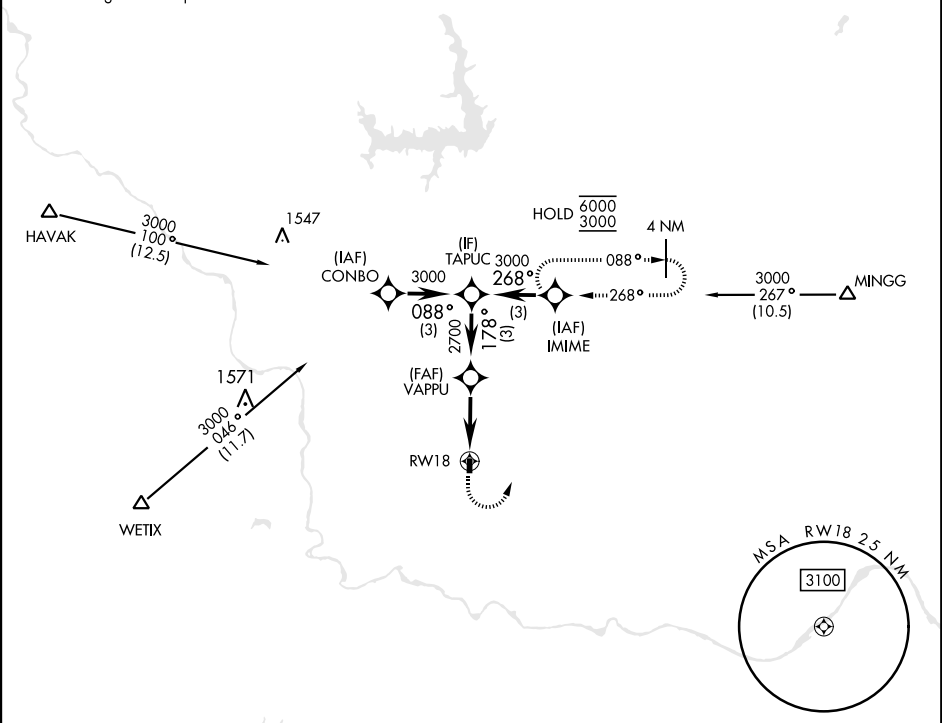 HAVAK
3000
100°
(12.5)
1547
(IAF)
CONBO
3000
088°
(3)
(IF)
TAPUC
3000
268°
(3)
HOLD 6000
3000
4 NM
088°
268°
(IAF)
IMIME
3000
267°
(10.5)
MINGG
2700
178°
(3)
(FAF)
VAPPU
1571
3000
046°
(11.7)
WETIX
RW18
MSA RW18 25 NM
3100